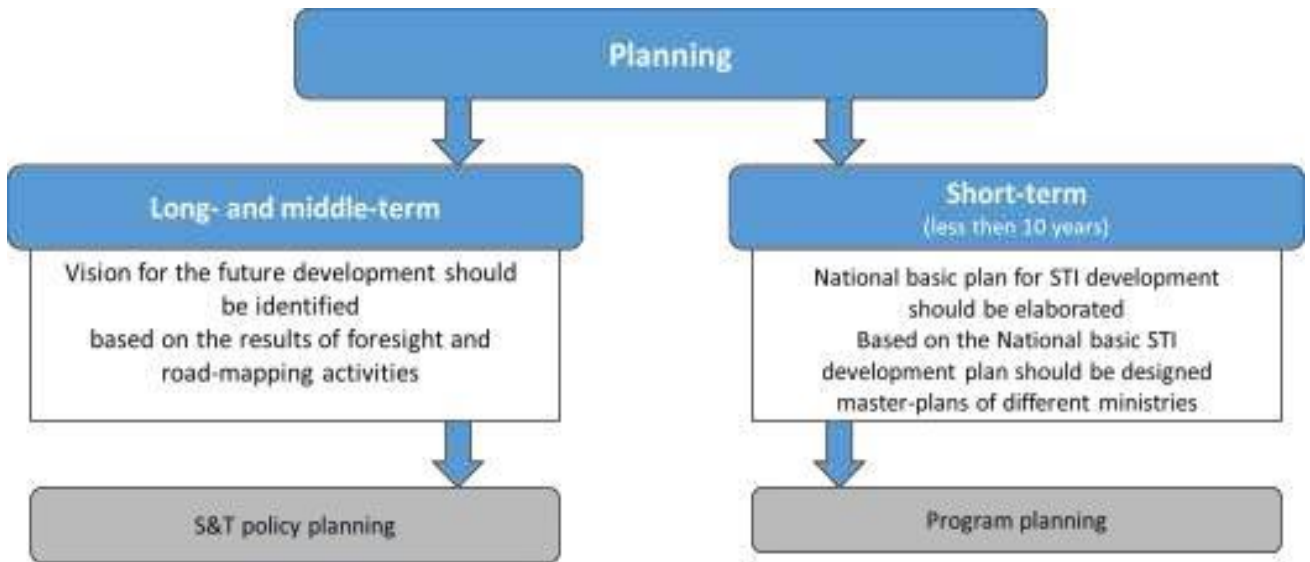 Planning
Long- and middle-term
Vision for the future development should
be identified
based on the results of foresight and
road-mapping activities
S&T policy planning
Short-term
(less then 10 years)
National basic plan for STI development
should be elaborated
Based on the National basic STI
development plan should be designed
master-plans of different ministries
Program planning